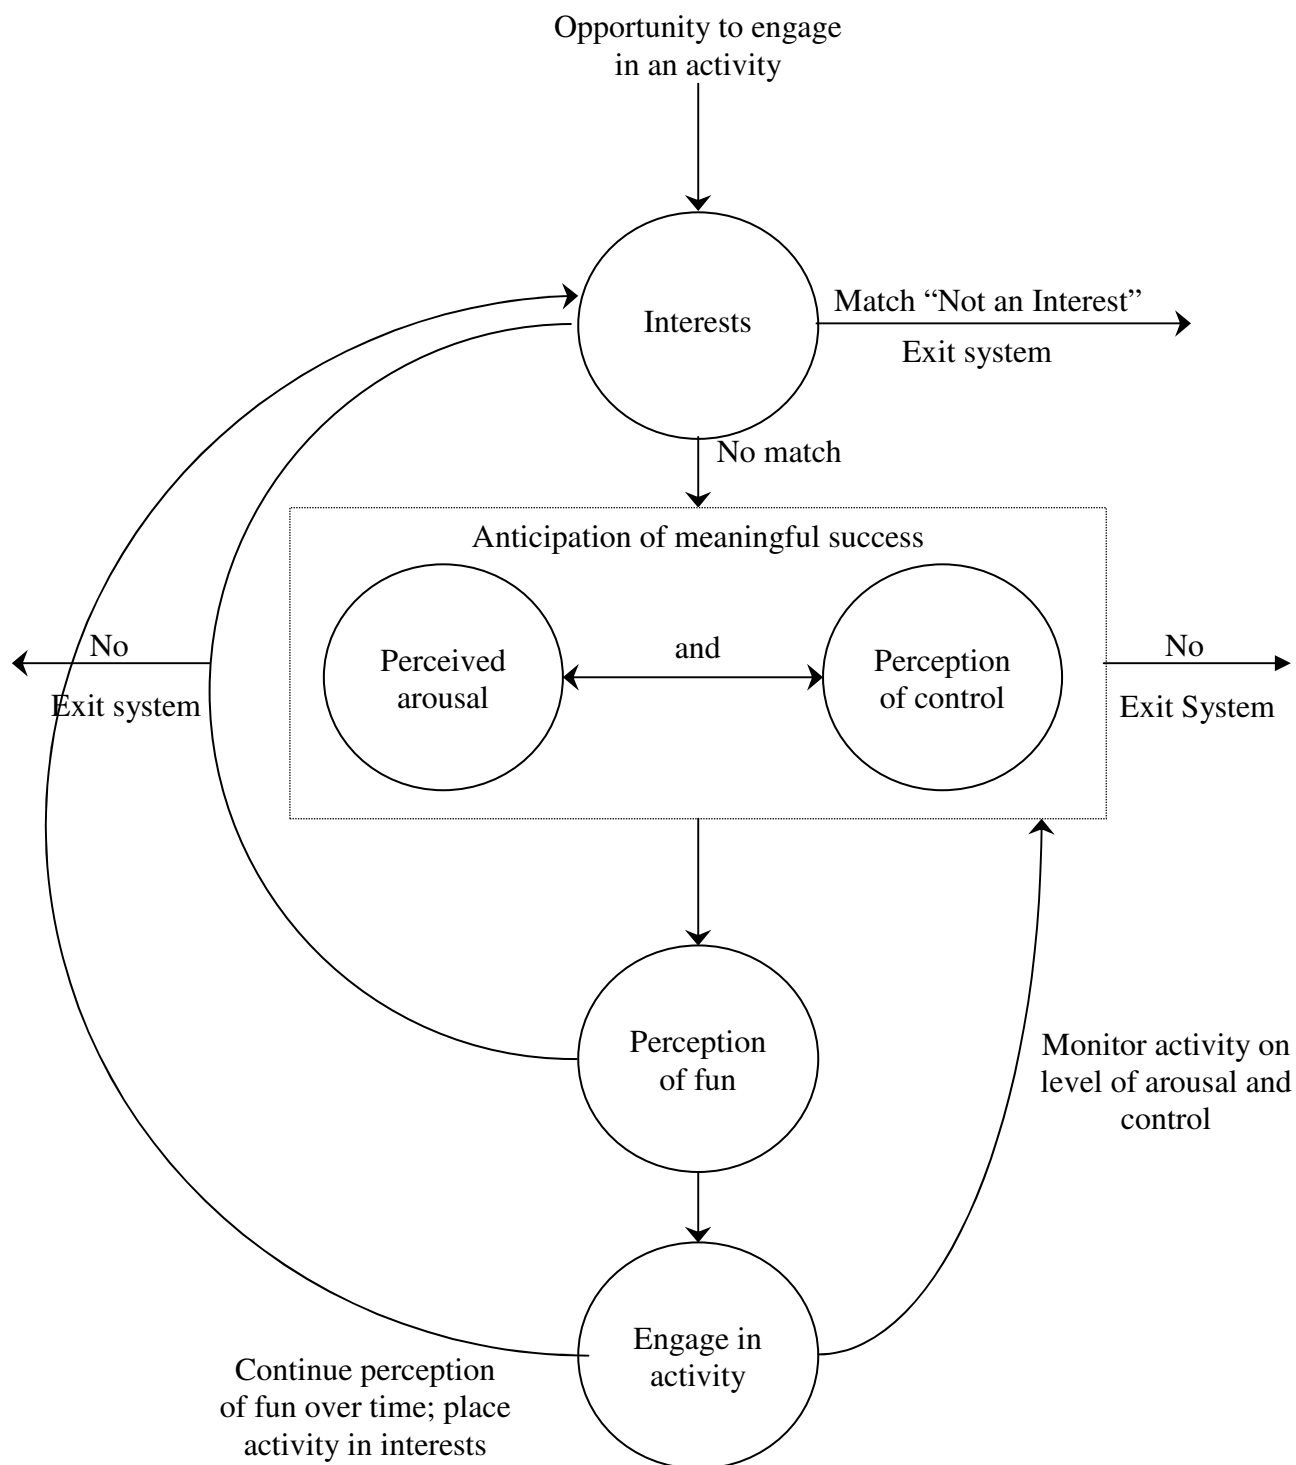 Opportunity to engage
in an activity
Interests
Match “Not an Interest”
Exit system
No match
Anticipation of meaningful success
No
Exit system
Perceived
arousal
and
Perception
of control
No
Exit System
Perception
of fun
Monitor activity on
level of arousal and
control
Engage in
activity
Continue perception
of fun over time; place
activity in interests